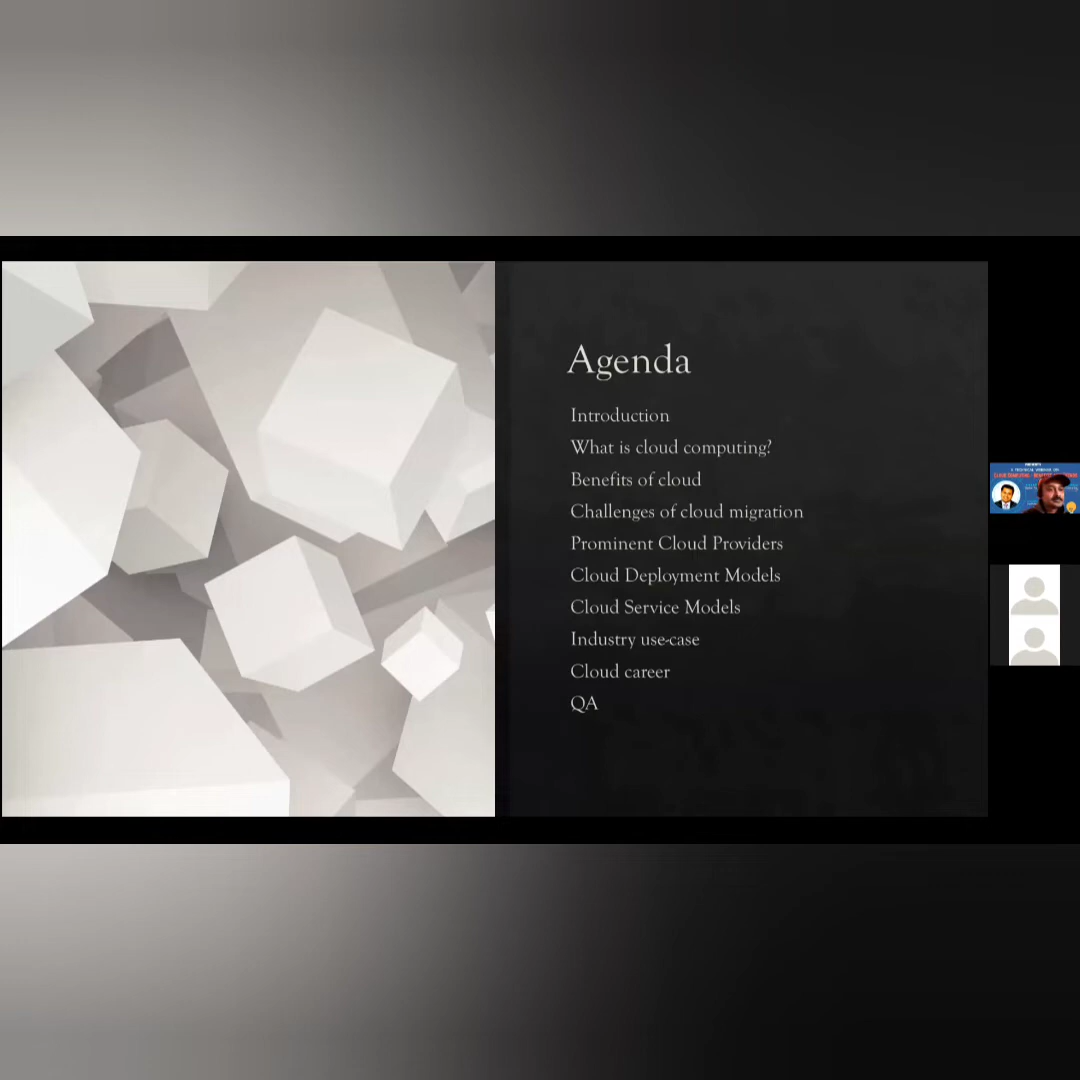 Agenda
Introduction
What is cloud computing?
Benefits of cloud
Challenges of cloud migration
Prominent Cloud Providers
Cloud Deployment Models
Cloud Service Models
Industry use-case
Cloud career
QA